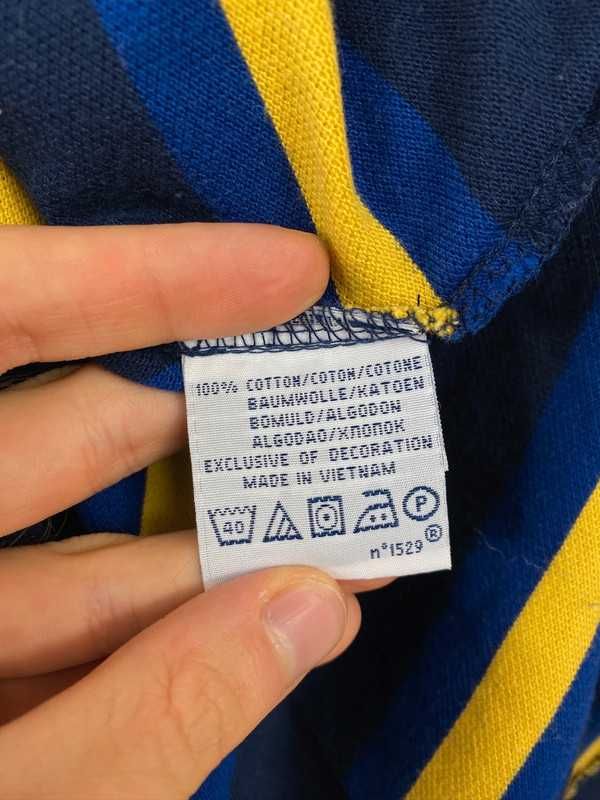 100% COTTON/COTON/COTONE
BAUMWOLLE/KATOEN
BOMULD/ALGODON
ALGODAO/ХЛОПОК
EXCLUSIVE OF DECORATION
MADE IN VIETNAM
40 P
n°1529 ®